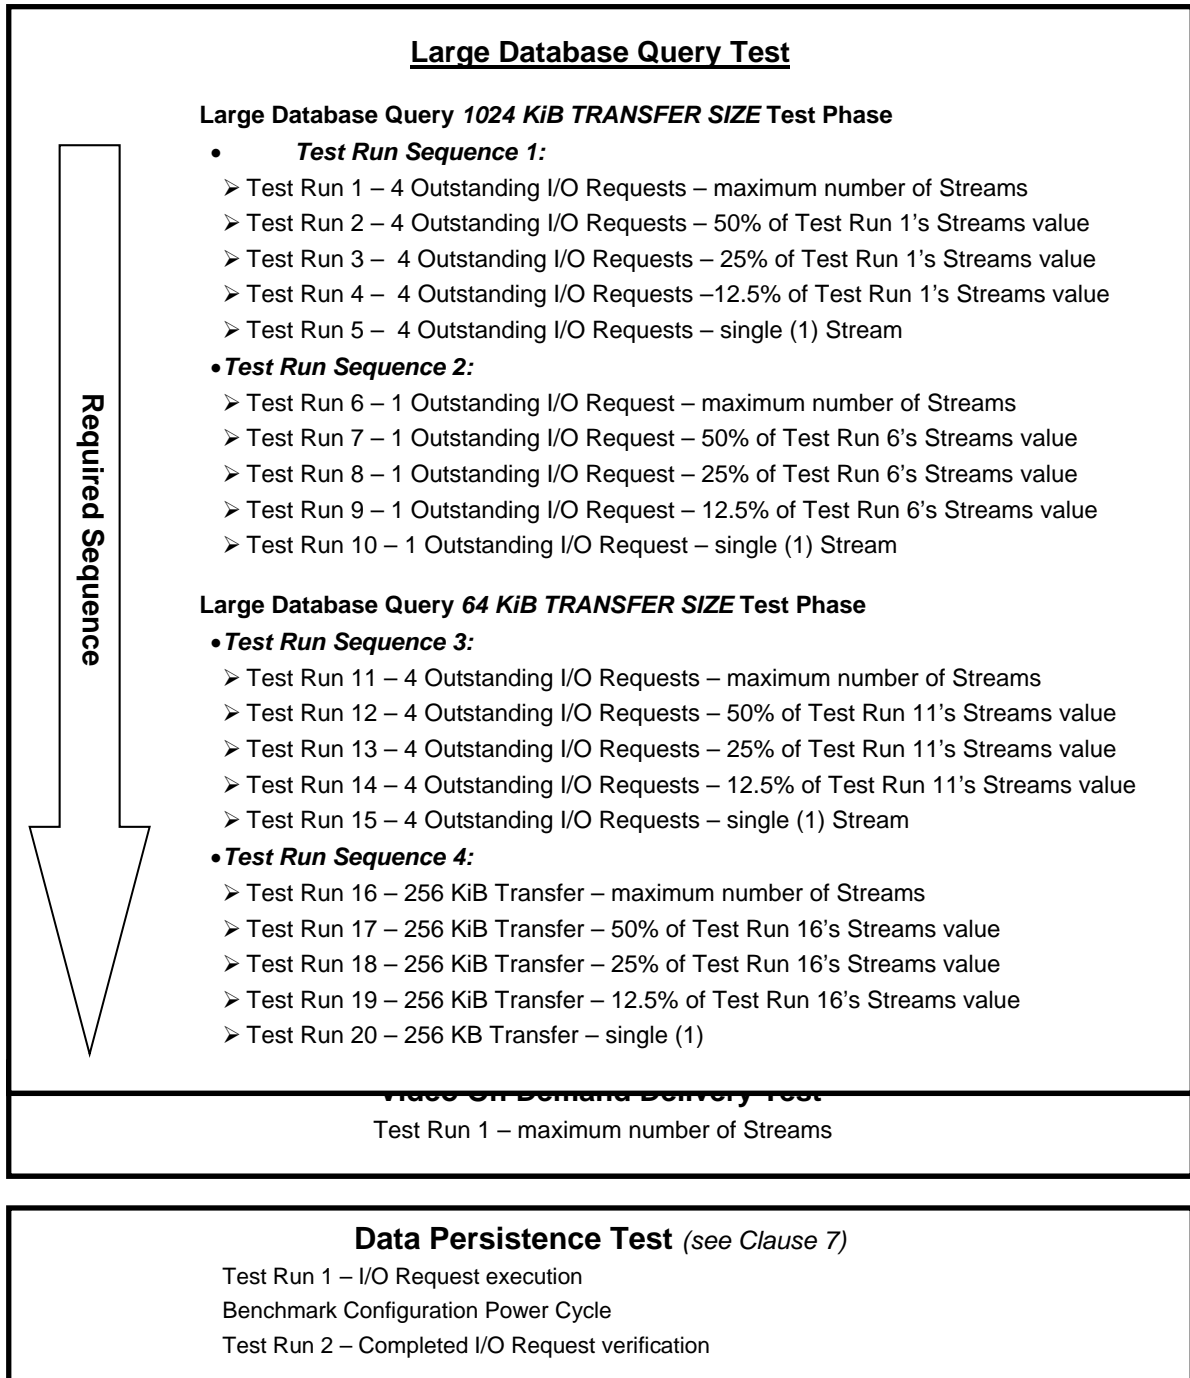 Large Database Query Test
Large Database Query 1024 KiB TRANSFER SIZE Test Phase
• Test Run Sequence 1:
➢ Test Run 1 – 4 Outstanding I/O Requests – maximum number of Streams
➢ Test Run 2 – 4 Outstanding I/O Requests – 50% of Test Run 1's Streams value
➢ Test Run 3 – 4 Outstanding I/O Requests – 25% of Test Run 1's Streams value
➢ Test Run 4 – 4 Outstanding I/O Requests –12.5% of Test Run 1's Streams value
➢ Test Run 5 – 4 Outstanding I/O Requests – single (1) Stream
• Test Run Sequence 2:
➢ Test Run 6 – 1 Outstanding I/O Request – maximum number of Streams
➢ Test Run 7 – 1 Outstanding I/O Request – 50% of Test Run 6's Streams value
➢ Test Run 8 – 1 Outstanding I/O Request – 25% of Test Run 6's Streams value
➢ Test Run 9 – 1 Outstanding I/O Request – 12.5% of Test Run 6's Streams value
➢ Test Run 10 – 1 Outstanding I/O Request – single (1) Stream
Required Sequence
Large Database Query 64 KiB TRANSFER SIZE Test Phase
• Test Run Sequence 3:
➢ Test Run 11 – 4 Outstanding I/O Requests – maximum number of Streams
➢ Test Run 12 – 4 Outstanding I/O Requests – 50% of Test Run 11's Streams value
➢ Test Run 13 – 4 Outstanding I/O Requests – 25% of Test Run 11's Streams value
➢ Test Run 14 – 4 Outstanding I/O Requests – 12.5% of Test Run 11's Streams value
➢ Test Run 15 – 4 Outstanding I/O Requests – single (1) Stream
• Test Run Sequence 4:
➢ Test Run 16 – 256 KiB Transfer – maximum number of Streams
➢ Test Run 17 – 256 KiB Transfer – 50% of Test Run 16's Streams value
➢ Test Run 18 – 256 KiB Transfer – 25% of Test Run 16's Streams value
➢ Test Run 19 – 256 KiB Transfer – 12.5% of Test Run 16's Streams value
➢ Test Run 20 – 256 KB Transfer – single (1)
Video On Demand Delivery Test
Test Run 1 – maximum number of Streams
Data Persistence Test (see Clause 7)
Test Run 1 – I/O Request execution
Benchmark Configuration Power Cycle
Test Run 2 – Completed I/O Request verification